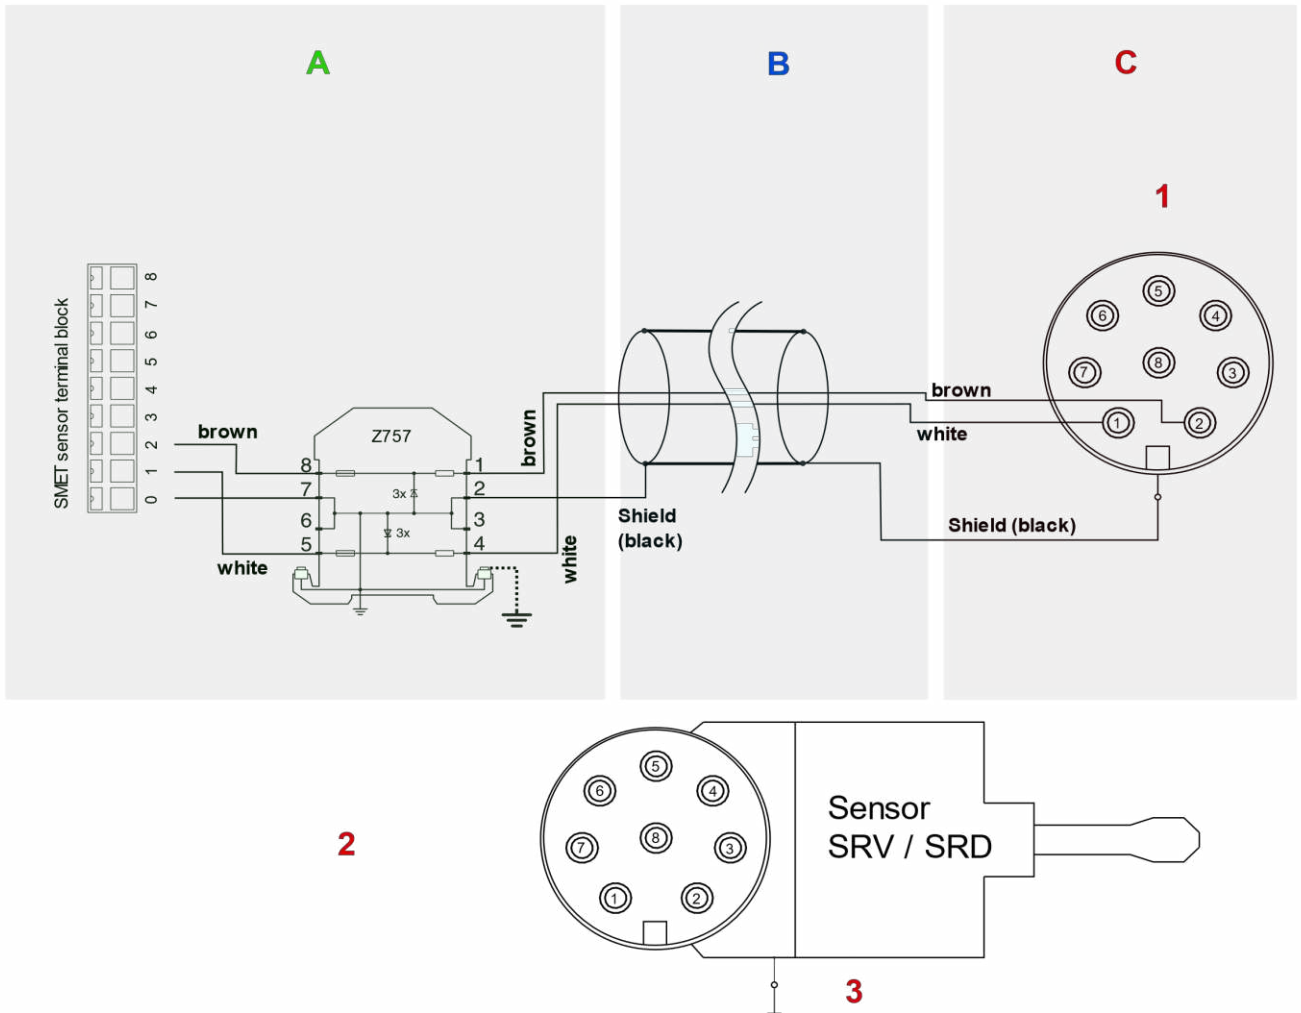 A
B
C
1
SMET sensor terminal block
8
7
6
5
4
3
2
1
0
brown
white
Z757
8
7
6
5
1
2
3
4
3x
3x
brown
white
Shield
(black)
brown
white
Shield (black)
5
6
4
8
7
3
1
2
2
5
6
4
8
7
3
1
2
Sensor
SRV / SRD
3